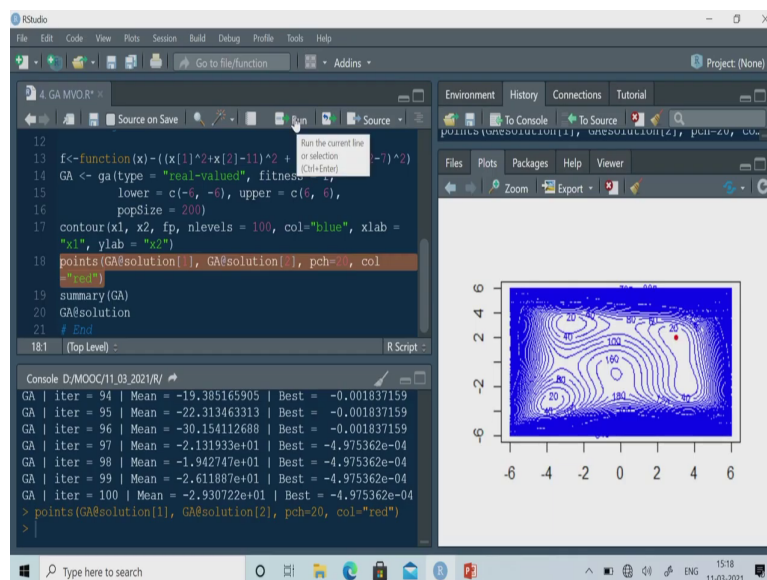 RStudio
File Edit Code View Plots Session Build Debug Profile Tools Help
Go to file/function
Addins
Project: (None)
4. GA MVO.R*
Source on Save
Run
Source
Run the current line
or selection
(Ctrl+Enter)
12
13 f<-function(x)-((x[1]^2+x[2]-11)^2 + -7)^2)
14 GA <- ga(type = "real-valued", fitness =
15 lower = c(-6, -6), upper = c(6, 6),
16 popSize = 200)
17 contour(x1, x2, fp, nlevels = 100, col="blue", xlab =
"x1", ylab = "x2")
18 points(GA@solution[1], GA@solution[2], pch=20, col
="red")
19 summary(GA)
20 GA@solution
21 # End
18:1 (Top Level) R Script
Console D:/MOOC/11_03_2021/R/
GA | iter = 94 | Mean = -19.385165905 | Best = -0.001837159
GA | iter = 95 | Mean = -22.313463313 | Best = -0.001837159
GA | iter = 96 | Mean = -30.154112688 | Best = -0.001837159
GA | iter = 97 | Mean = -2.131933e+01 | Best = -4.975362e-04
GA | iter = 98 | Mean = -1.942747e+01 | Best = -4.975362e-04
GA | iter = 99 | Mean = -2.611887e+01 | Best = -4.975362e-04
GA | iter = 100 | Mean = -2.930722e+01 | Best = -4.975362e-04
> points(GA@solution[1], GA@solution[2], pch=20, col="red")
>
Environment History Connections Tutorial
To Console To Source
points(GA@solution[1], GA@solution[2], pch=20, co...
Files Plots Packages Help Viewer
Zoom Export
6
4
2
-2
-6
-6 -4 -2 0 2 4 6
20
40
100
160
20
180
40
20
Type here to search
ENG
15:18
11-03-2021